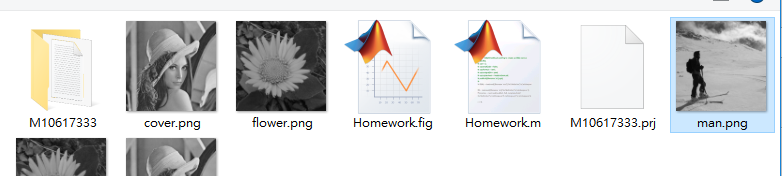 M10617333
cover.png
flower.png
Homework.fig
Homework.m
M10617333.prj
man.png